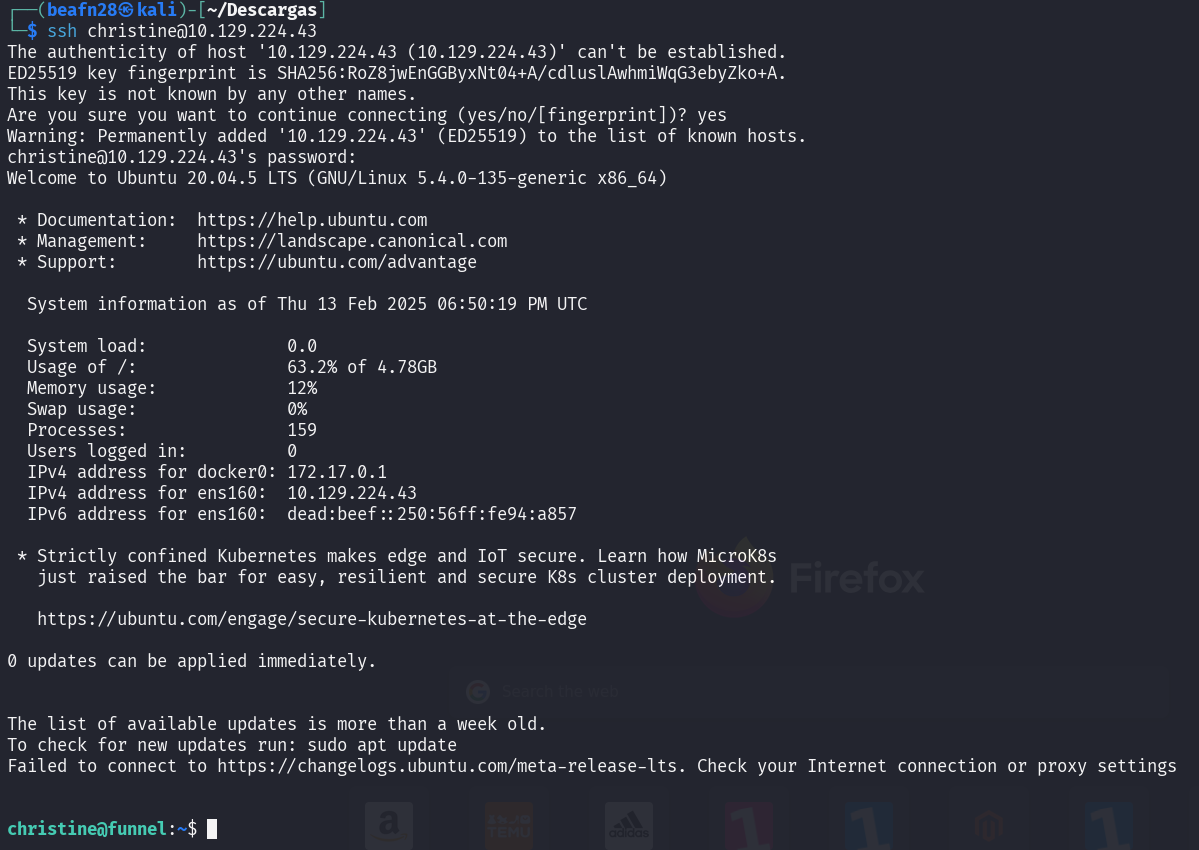 ┌──(beafn28㉿kali)-[~/Descargas]
└─$ ssh christine@10.129.224.43
The authenticity of host '10.129.224.43 (10.129.224.43)' can't be established.
ED25519 key fingerprint is SHA256:RoZ8jwEnGGByxNt04+A/cdluslAwhmiWqG3ebyZko+A.
This key is not known by any other names.
Are you sure you want to continue connecting (yes/no/[fingerprint])? yes
Warning: Permanently added '10.129.224.43' (ED25519) to the list of known hosts.
christine@10.129.224.43's password:
Welcome to Ubuntu 20.04.5 LTS (GNU/Linux 5.4.0-135-generic x86_64)

 * Documentation:  https://help.ubuntu.com
 * Management:     https://landscape.canonical.com
 * Support:        https://ubuntu.com/advantage

  System information as of Thu 13 Feb 2025 06:50:19 PM UTC

  System load:              0.0
  Usage of /:               63.2% of 4.78GB
  Memory usage:             12%
  Swap usage:               0%
  Processes:                159
  Users logged in:          0
  IPv4 address for docker0: 172.17.0.1
  IPv4 address for ens160:  10.129.224.43
  IPv6 address for ens160:  dead:beef::250:56ff:fe94:a857

 * Strictly confined Kubernetes makes edge and IoT secure. Learn how MicroK8s
   just raised the bar for easy, resilient and secure K8s cluster deployment.
Firefox

   https://ubuntu.com/engage/secure-kubernetes-at-the-edge

0 updates can be applied immediately.

Search the web

The list of available updates is more than a week old.
To check for new updates run: sudo apt update
Failed to connect to https://changelogs.ubuntu.com/meta-release-lts. Check your Internet connection or proxy settings

christine@funnel:~$
a
TEMU
adidas
1
1
1